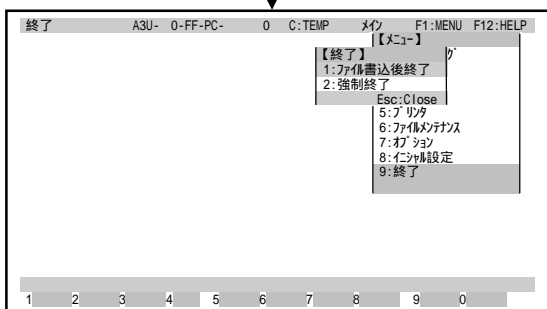 終了 A3U- 0-FF-PC- 0 C:TEMP ﾒｲﾝ F1:MENU F12:HELP
【ﾒﾆｭｰ】
【終了】 ｸﾞ
1:ﾌｧｲﾙ書込後終了
2:強制終了
Esc:Close
5:ﾌﾟﾘﾝﾀ
6:ﾌｧｲﾙﾒﾝﾃﾅﾝｽ
7:ｵﾌﾟｼｮﾝ
8:ｲﾆｼｬﾙ設定
9:終了
1 2 3 4 5 6 7 8 9 0